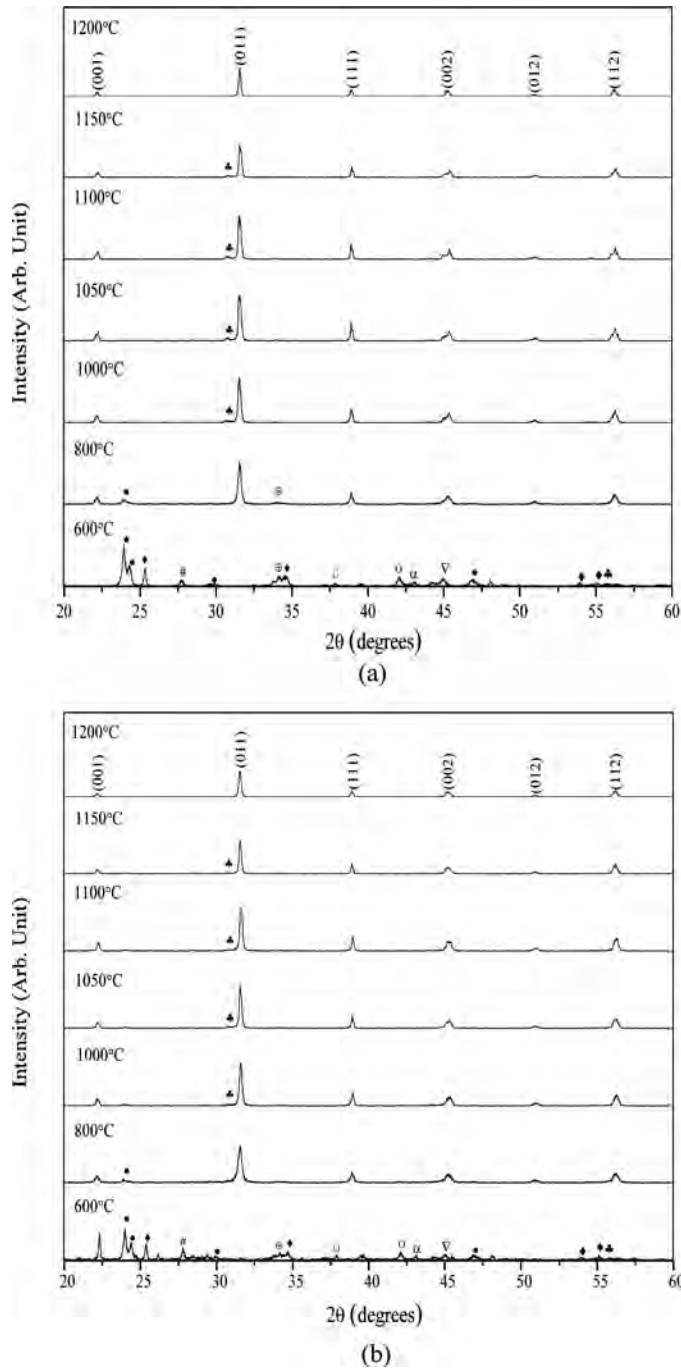 1200°C
(001)
(011)
(111)
(002)
(012)
(112)
1150°C
♣
1100°C
♣
1050°C
♣
1000°C
♣
800°C
⊕
600°C
♦
⊕ ♦
α
∇
♦ ♦ ♣
20 25 30 35 40 45 50 55 60
2θ (degrees)
Intensity (Arb. Unit)
(a)
1200°C
(001)
(011)
(111)
(002)
(012)
(112)
1150°C
♣
1100°C
♣
1050°C
♣
1000°C
♣
800°C
600°C
♦
⊕ ♦
α
∇
♦ ♦ ♣
20 25 30 35 40 45 50 55 60
2θ (degrees)
Intensity (Arb. Unit)
(b)